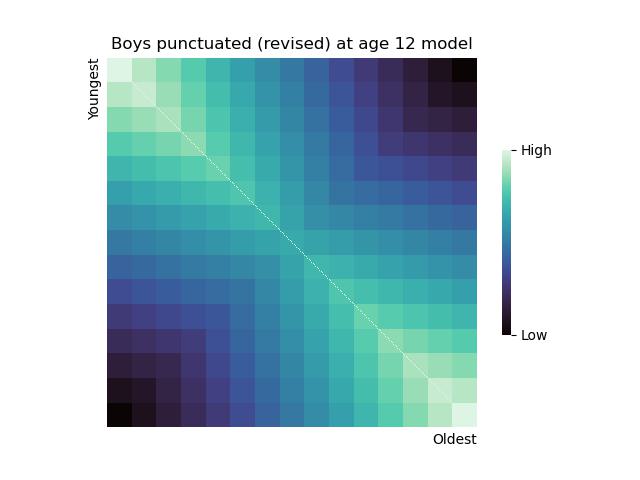 Boys punctuated (revised) at age 12 model
Youngest
High
Low
Oldest